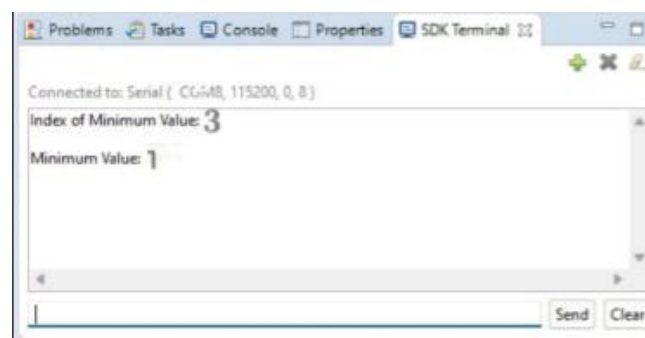 Problems Tasks Console Properties SDK Terminal
Connected to: Serial ( COM8, 115200, 0, 8 )
Index of Minimum Value: 3
Minimum Value: 1
Send Clear